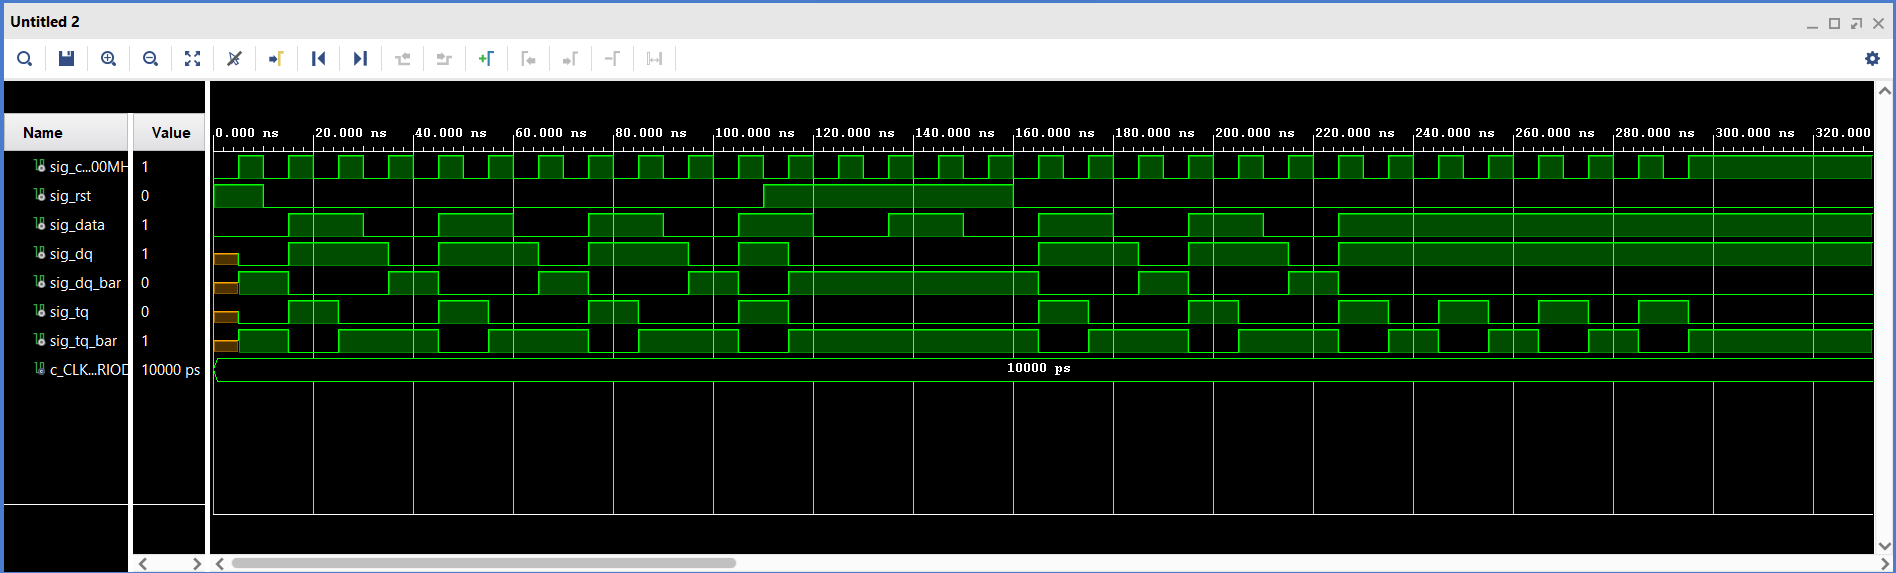 Untitled 2
Name Value
0.000 ns 20.000 ns 40.000 ns 60.000 ns 80.000 ns 100.000 ns 120.000 ns 140.000 ns 160.000 ns 180.000 ns 200.000 ns 220.000 ns 240.000 ns 260.000 ns 280.000 ns 300.000 ns 320.000
sig_c...00MH 1
sig_rst 0
sig_data 1
sig_dq 1
sig_dq_bar 0
sig_tq 0
sig_tq_bar 1
c_CLK...RIOD 10000 ps 10000 ps